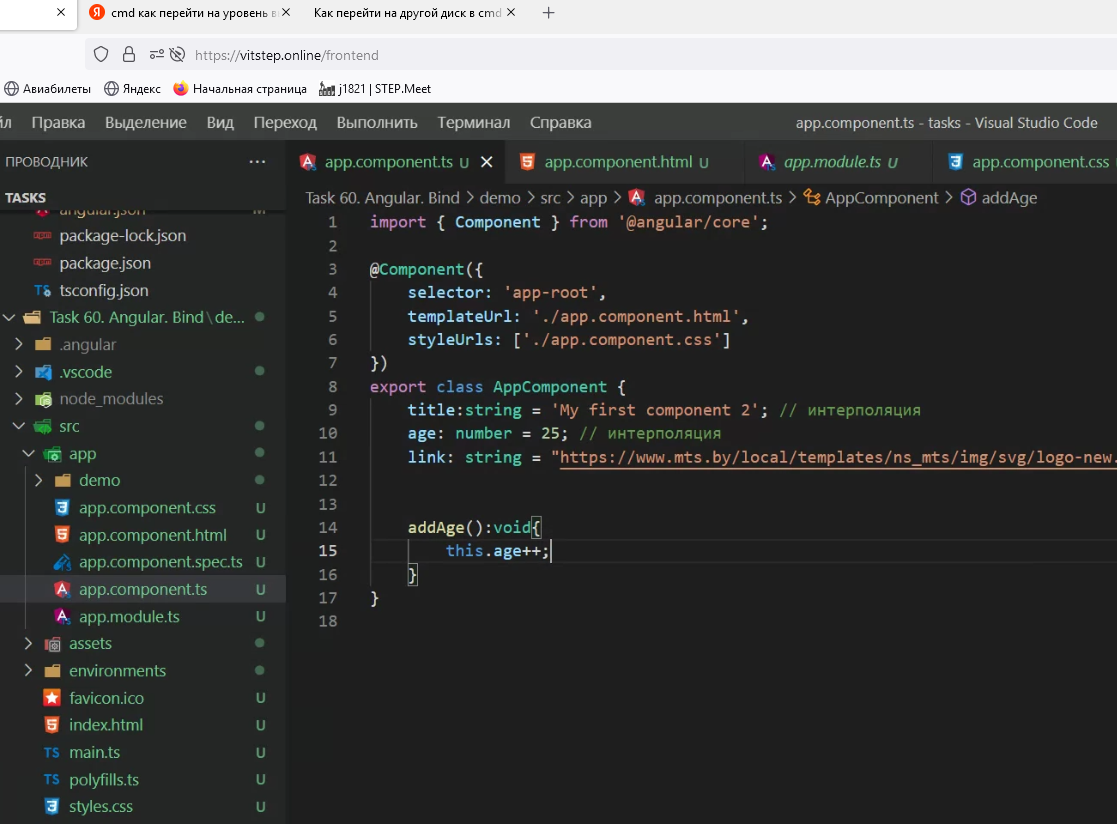 cmd как перейти на уровень в
Как перейти на другой диск в cmd
https://vitstep.online/frontend
Авиабилеты
Яндекс
Начальная страница
j1821 | STEP.Meet
Правка
Выделение
Вид
Переход
Выполнить
Терминал
Справка
app.component.ts - tasks - Visual Studio Code
ПРОВОДНИК
app.component.ts U
app.component.html U
app.module.ts U
app.component.css
TASKS
angular.json M
package-lock.json
package.json
TS tsconfig.json
Task 60. Angular. Bind\de...
.angular
.vscode
node_modules
src
app
demo
app.component.css U
app.component.html U
app.component.spec.ts U
app.component.ts U
app.module.ts U
assets
environments
favicon.ico U
index.html U
TS main.ts U
TS polyfills.ts U
styles.css U
Task 60. Angular. Bind > demo > src > app > app.component.ts > AppComponent > addAge
1 import { Component } from '@angular/core';
2
3 @Component({
4 selector: 'app-root',
5 templateUrl: './app.component.html',
6 styleUrls: ['./app.component.css']
7 })
8 export class AppComponent {
9 title:string = 'My first component 2'; // интерполяция
10 age: number = 25; // интерполяция
11 link: string = "https://www.mts.by/local/templates/ns_mts/img/svg/logo-new.
12
13
14 addAge():void{
15 this.age++;
16 }
17 }
18